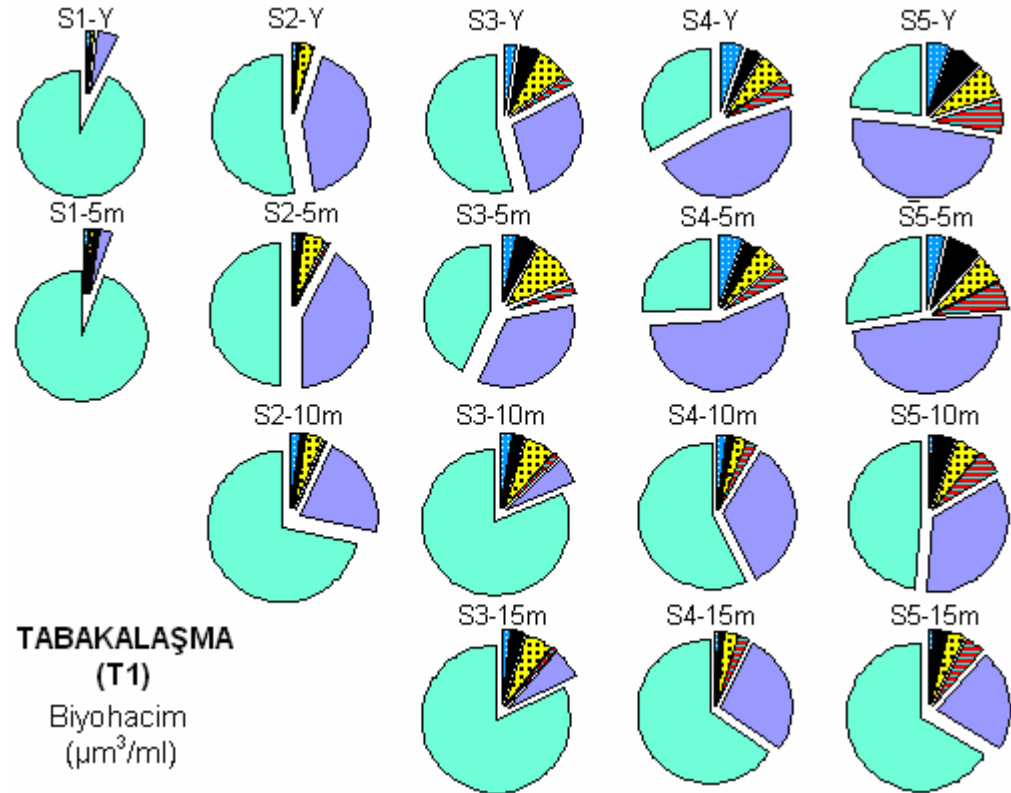 S1-Y S2-Y S3-Y S4-Y S5-Y
S1-5m S2-5m S3-5m S4-5m S5-5m
S2-10m S3-10m S4-10m S5-10m
S3-15m S4-15m S5-15m
TABAKALAŞMA
(T1)
Biyohacim
(µm³/ml)